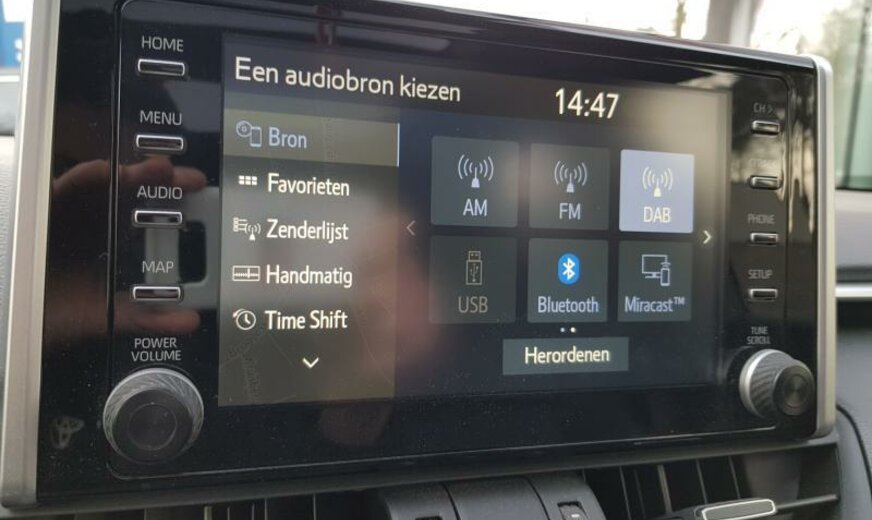 HOME
MENU
AUDIO
MAP
POWER
VOLUME
Een audiobron kiezen
14:47
Bron
Favorieten
Zenderlijst
Handmatig
Time Shift
AM
FM
DAB
USB
Bluetooth
Miracast™
Herordenen
CH >
PHONE
SETUP
TUNE
SCROLL